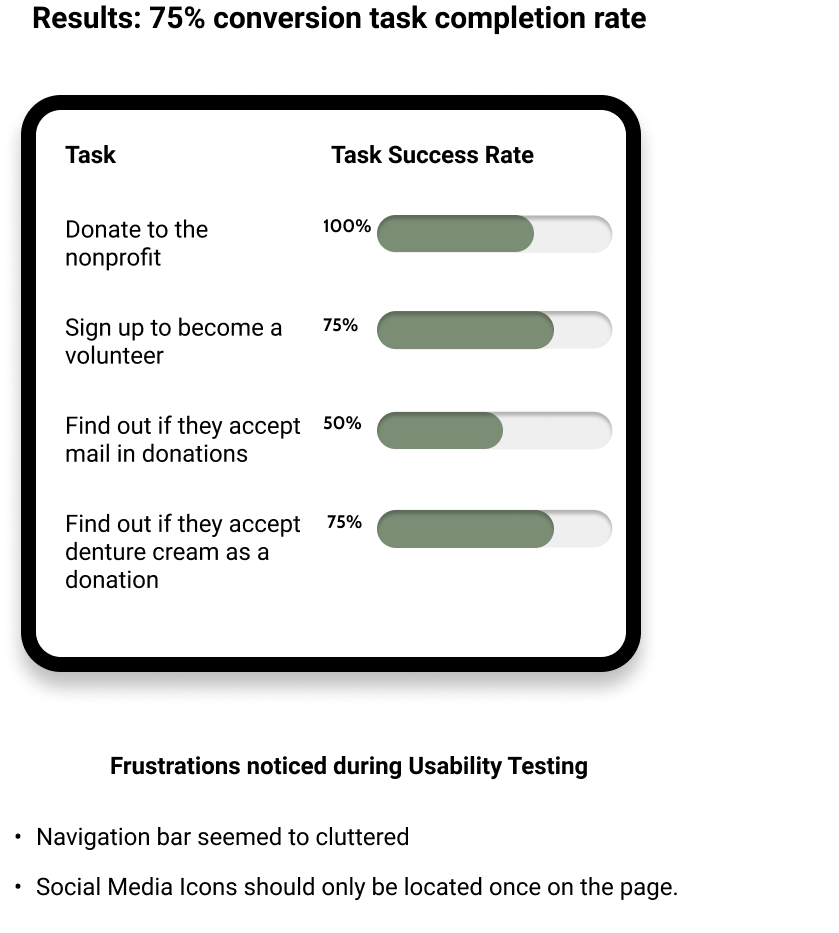 Results: 75% conversion task completion rate
Task Task Success Rate
Donate to the
nonprofit
100%
Sign up to become a
volunteer
75%
Find out if they accept
mail in donations
50%
Find out if they accept
denture cream as a
donation
75%
Frustrations noticed during Usability Testing
• Navigation bar seemed to cluttered
• Social Media Icons should only be located once on the page.